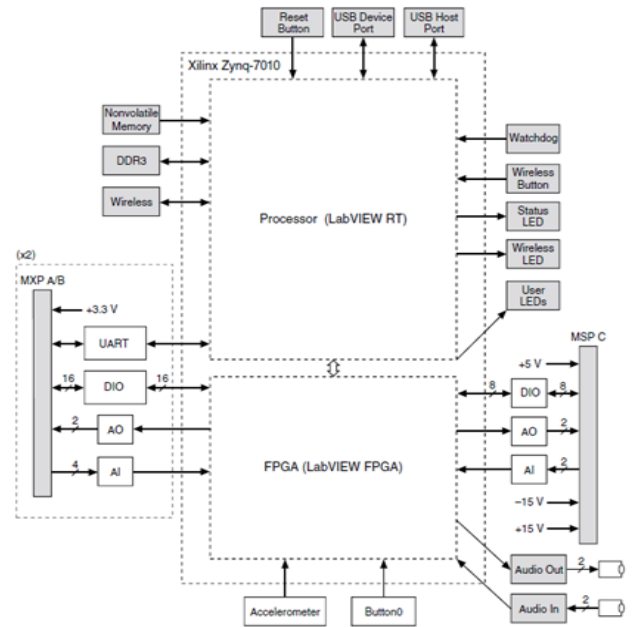 Reset
Button
USB Device
Port
USB Host
Port
Xilinx Zynq-7010
Nonvolatile
Memory
DDR3
Wireless
Processor (LabVIEW RT)
Watchdog
Wireless
Button
Status
LED
Wireless
LED
User
LEDs
(x2)
MXP A/B
+3.3 V
UART
16
DIO
16
2
AO
4
AI
FPGA (LabVIEW FPGA)
MSP C
+5 V
8
DIO
8
AO
2
AI
2
–15 V
+15 V
Audio Out
2
Audio In
2
Accelerometer
Button0